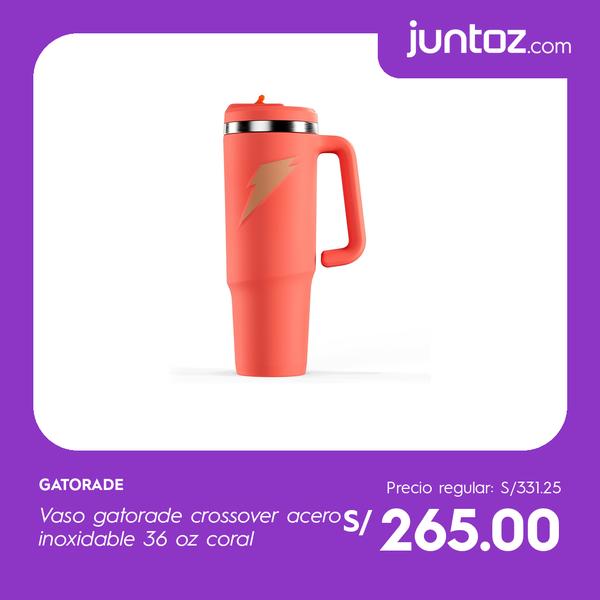 juntoz.com
GATORADE
Vaso gatorade crossover acero
inoxidable 36 oz coral
Precio regular: S/331.25
S/ 265.00